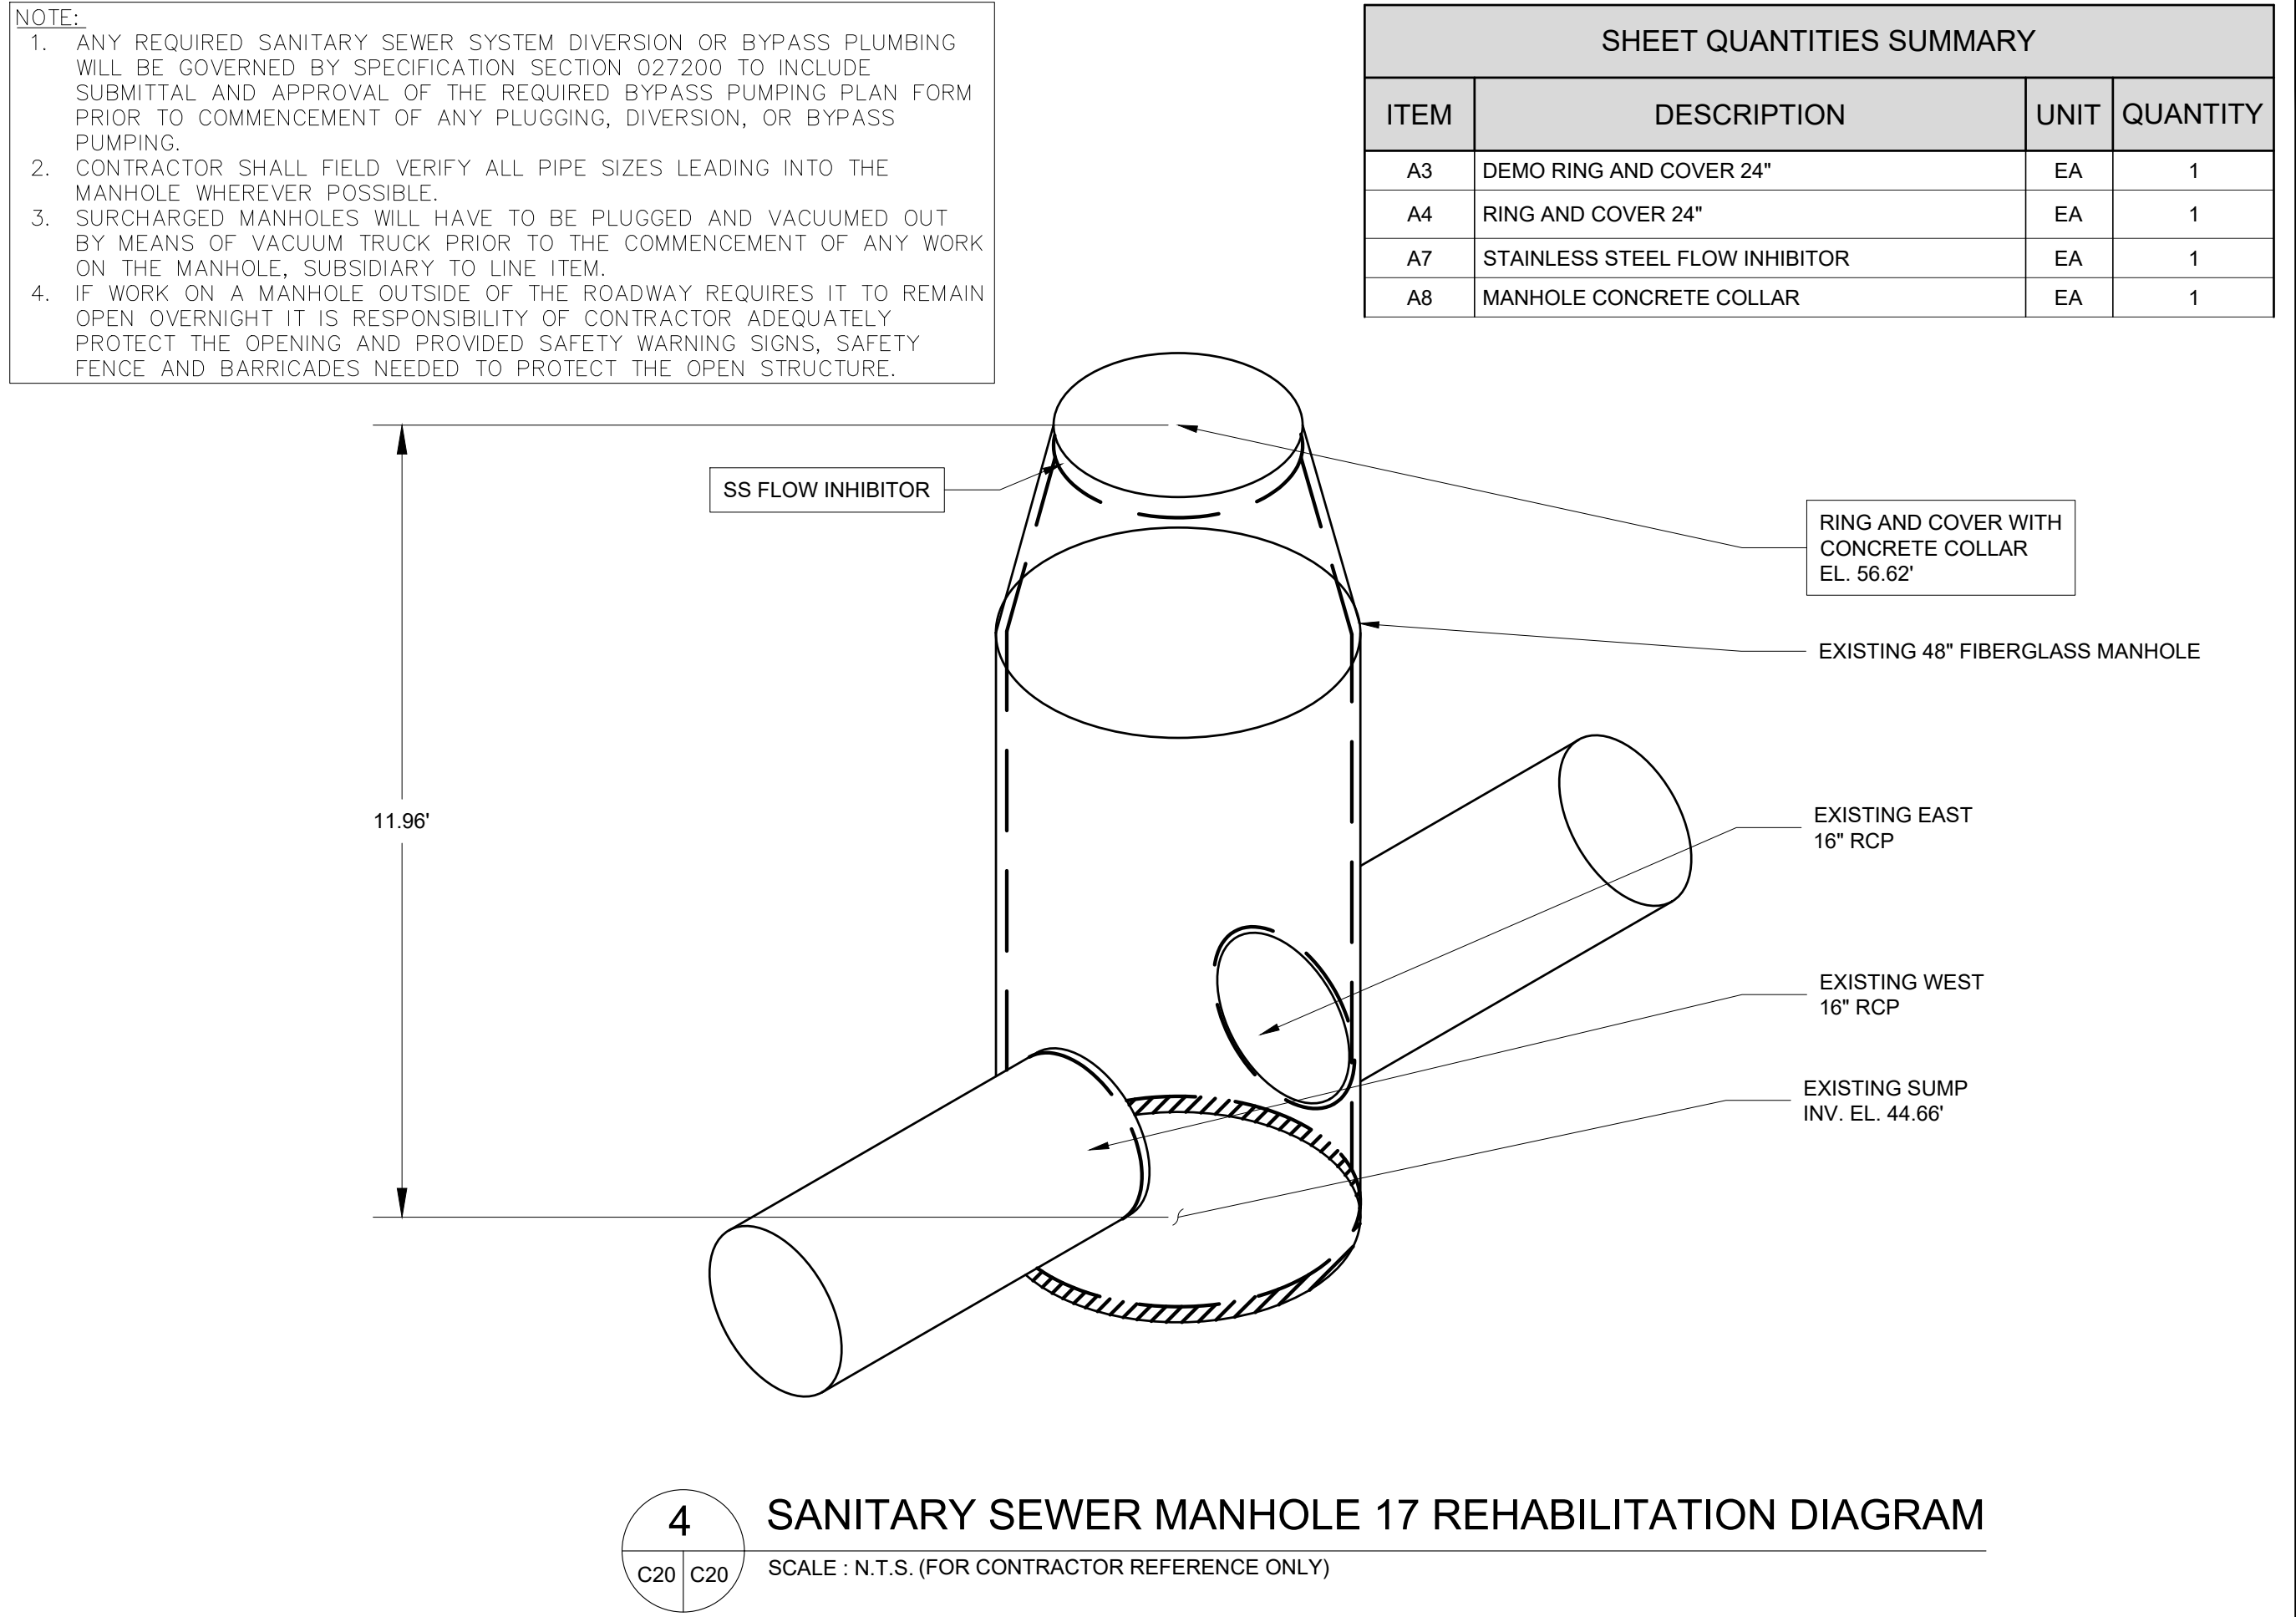 NOTE:
1. ANY REQUIRED SANITARY SEWER SYSTEM DIVERSION OR BYPASS PLUMBING
WILL BE GOVERNED BY SPECIFICATION SECTION 027200 TO INCLUDE
SUBMITTAL AND APPROVAL OF THE REQUIRED BYPASS PUMPING PLAN FORM
PRIOR TO COMMENCEMENT OF ANY PLUGGING, DIVERSION, OR BYPASS
PUMPING.
2. CONTRACTOR SHALL FIELD VERIFY ALL PIPE SIZES LEADING INTO THE
MANHOLE WHEREVER POSSIBLE.
3. SURCHARGED MANHOLES WILL HAVE TO BE PLUGGED AND VACUUMED OUT
BY MEANS OF VACUUM TRUCK PRIOR TO THE COMMENCEMENT OF ANY WORK
ON THE MANHOLE, SUBSIDIARY TO LINE ITEM.
4. IF WORK ON A MANHOLE OUTSIDE OF THE ROADWAY REQUIRES IT TO REMAIN
OPEN OVERNIGHT IT IS RESPONSIBILITY OF CONTRACTOR ADEQUATELY
PROTECT THE OPENING AND PROVIDED SAFETY WARNING SIGNS, SAFETY
FENCE AND BARRICADES NEEDED TO PROTECT THE OPEN STRUCTURE.
SHEET QUANTITIES SUMMARY
ITEM DESCRIPTION UNIT QUANTITY
A3 DEMO RING AND COVER 24" EA 1
A4 RING AND COVER 24" EA 1
A7 STAINLESS STEEL FLOW INHIBITOR EA 1
A8 MANHOLE CONCRETE COLLAR EA 1
SS FLOW INHIBITOR
RING AND COVER WITH
CONCRETE COLLAR
EL. 56.62'
EXISTING 48" FIBERGLASS MANHOLE
11.96'
EXISTING EAST
16" RCP
EXISTING WEST
16" RCP
EXISTING SUMP
INV. EL. 44.66'
4
C20 C20
SANITARY SEWER MANHOLE 17 REHABILITATION DIAGRAM
SCALE : N.T.S. (FOR CONTRACTOR REFERENCE ONLY)